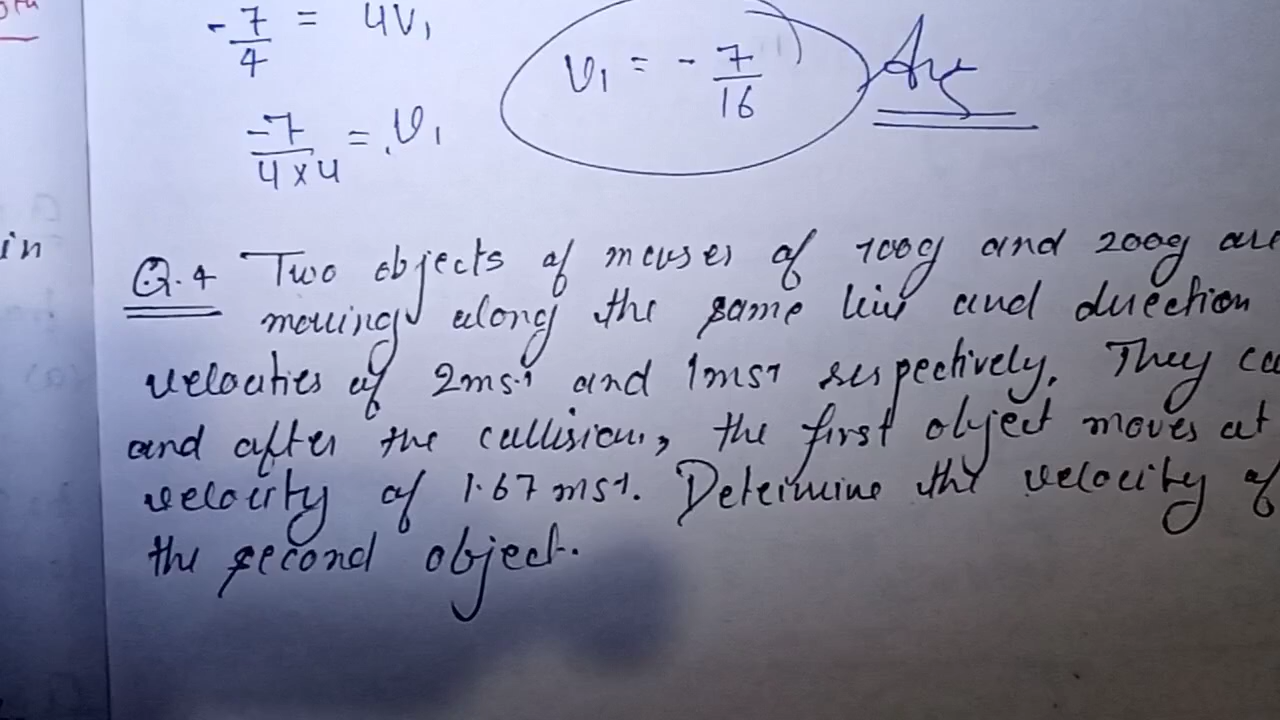 -7/4 = 4V₁
V₁ = - 7/16 Ans
-7/4×4 = V₁
in
Q.4 Two objects of masses of 100g and 200g are
moving along the same line and direction
velocities of 2ms-1 and 1ms-1 respectively. They co
and after the collision, the first object moves at
velocity of 1.67 ms-1. Determine the velocity of
the second object.